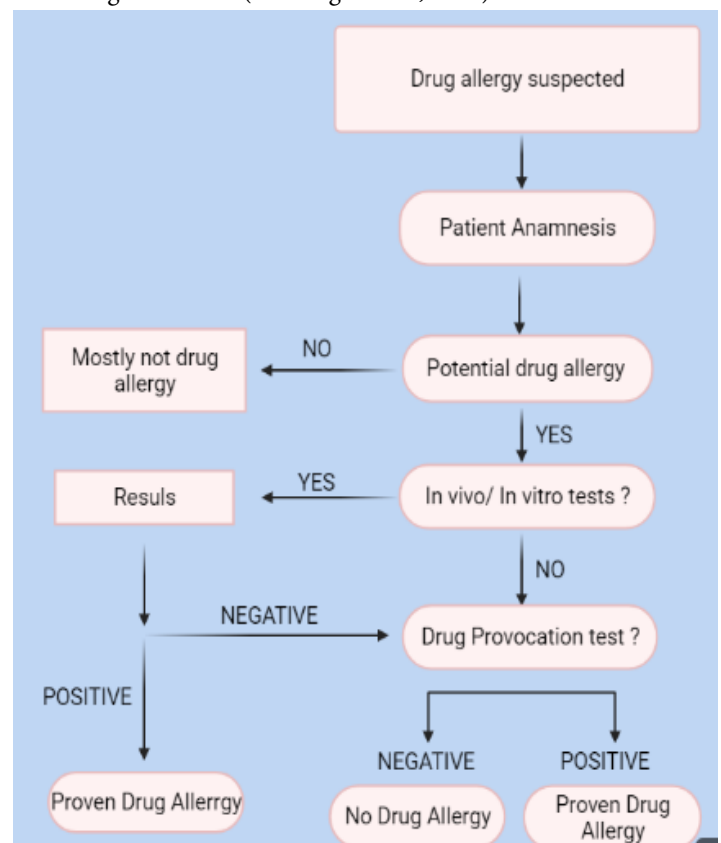 Drug allergy suspected
Patient Anamnesis
Mostly not drug
allergy
NO
Potential drug allergy
YES
Resuls
YES
In vivo/ In vitro tests ?
NO
NEGATIVE
Drug Provocation test ?
POSITIVE
NEGATIVE
POSITIVE
Proven Drug Allerrgy
No Drug Allergy
Proven Drug
Allergy